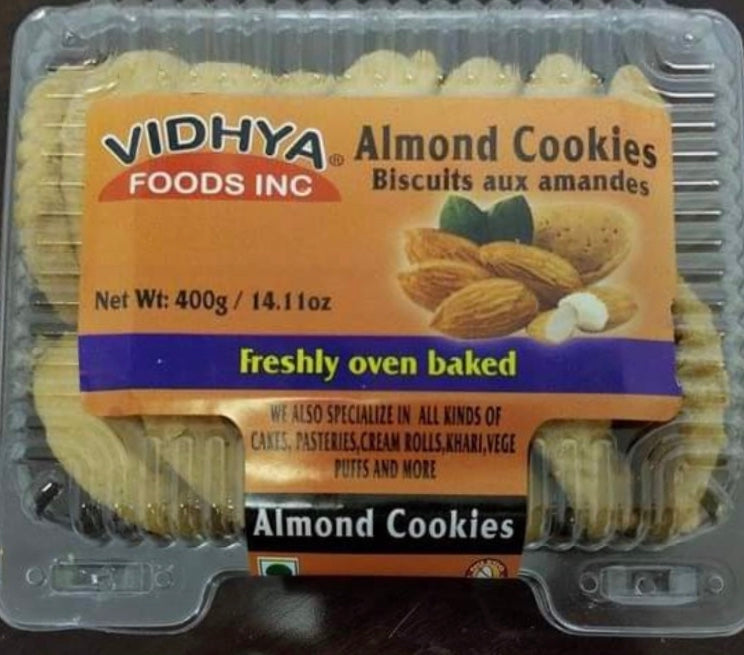 VIDHYA®
FOODS INC
Almond Cookies
Biscuits aux amandes
Net Wt: 400g / 14.11oz
Freshly oven baked
WE ALSO SPECIALIZE IN ALL KINDS OF
CAKES, PASTERIES,CREAM ROLLS,KHARI,VEGE
PUFFS AND MORE
Almond Cookies